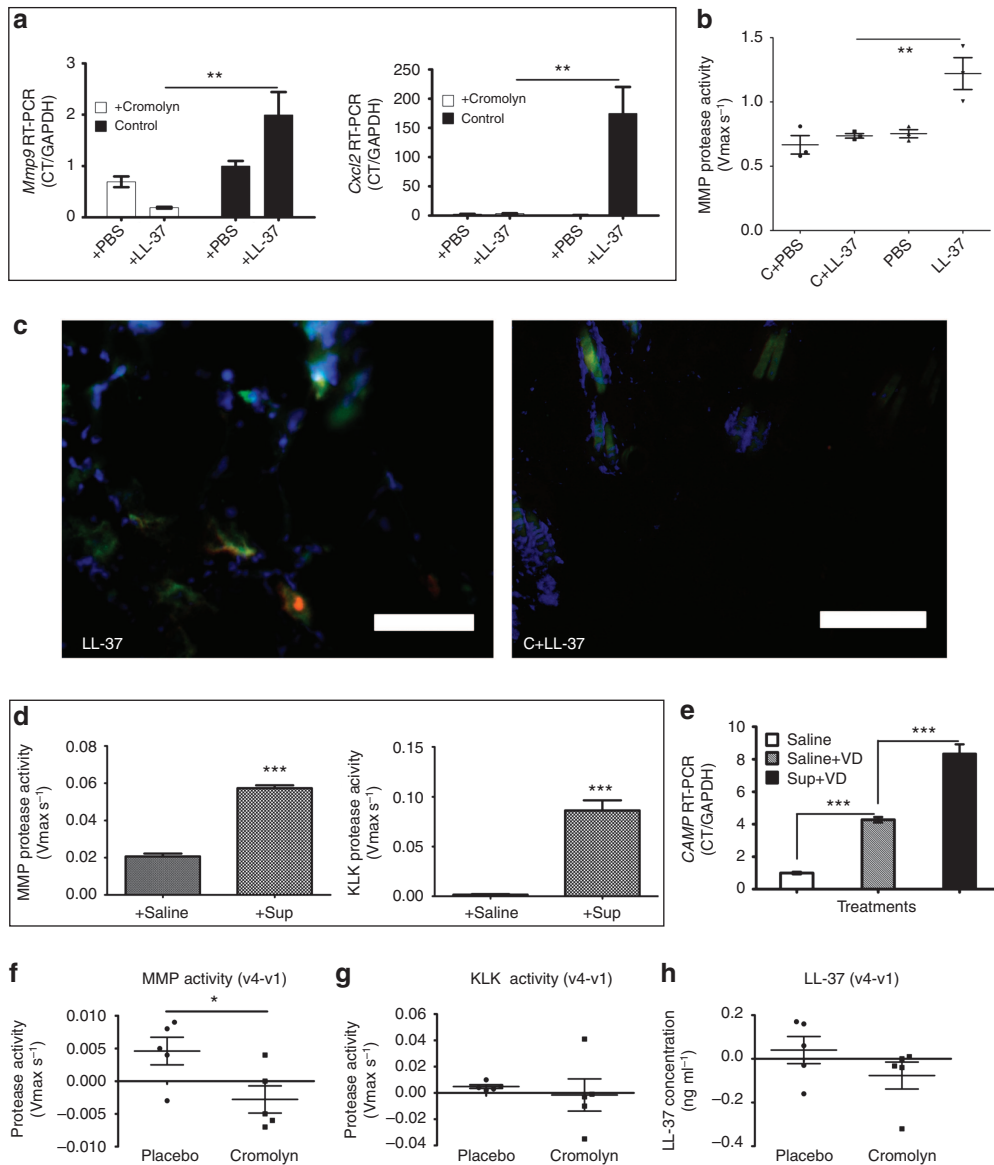 a
Mmp9 RT-PCR
(CT/GAPDH)
3
2
1
0
+Cromolyn
Control
**
+PBS
+LL-37
+PBS
+LL-37
Cxcl2 RT-PCR
(CT/GAPDH)
250
200
150
100
50
0
+Cromolyn
Control
**
+PBS
+LL-37
+PBS
+LL-37
b
MMP protease activity
(Vmax s⁻¹)
1.5
1.0
0.5
0
**
C+PBS
C+LL-37
PBS
LL-37
c
LL-37
C+LL-37
d
MMP protease acivity
(Vmax s⁻¹)
0.08
0.06
0.04
0.02
0.00
***
+Saline
+Sup
KLK protease acivity
(Vmax s⁻¹)
0.15
0.10
0.05
0.00
***
+Saline
+Sup
e
CAMP RT-PCR
(CT/GAPDH)
10
8
6
4
2
0
Saline
Saline+VD
Sup+VD
***
***
Treatments
f
MMP activity (v4-v1)
Protease activity
(Vmax s⁻¹)
0.010
0.005
0.000
−0.005
−0.010
*
Placebo
Cromolyn
g
KLK activity (v4-v1)
Protease activity
(Vmax s⁻¹)
0.06
0.04
0.02
0.00
−0.02
−0.04
Placebo
Cromolyn
h
LL-37 (v4-v1)
LL-37 concentration
(ng ml⁻¹)
0.2
0.0
−0.2
−0.4
Placebo
Cromolyn